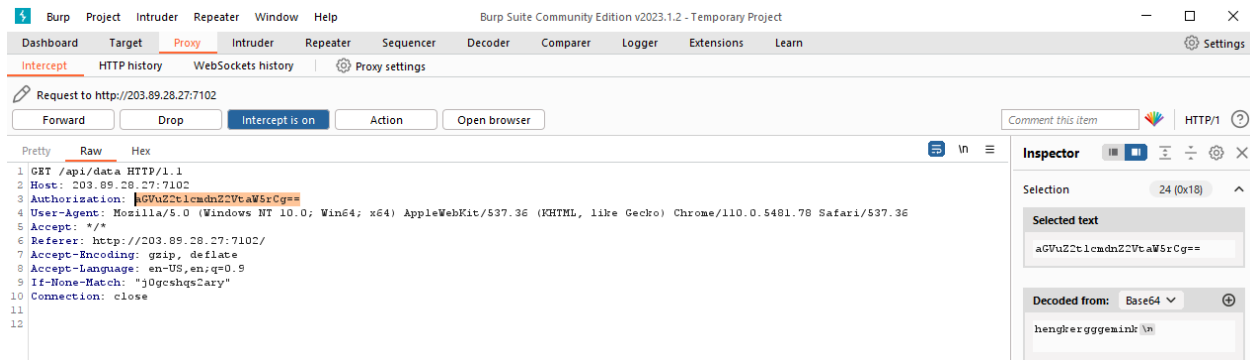 Burp Project Intruder Repeater Window Help Burp Suite Community Edition v2023.1.2 - Temporary Project
Dashboard Target Proxy Intruder Repeater Sequencer Decoder Comparer Logger Extensions Learn Settings
Intercept HTTP history WebSockets history Proxy settings
Request to http://203.89.28.27:7102
Forward Drop Intercept is on Action Open browser Comment this item HTTP/1
Pretty Raw Hex \n
Inspector
1 GET /api/data HTTP/1.1
2 Host: 203.89.28.27:7102
3 Authorization: aGVuZ2tlcmdnZ2VtaW5rCg==
4 User-Agent: Mozilla/5.0 (Windows NT 10.0; Win64; x64) AppleWebKit/537.36 (KHTML, like Gecko) Chrome/110.0.5481.78 Safari/537.36
5 Accept: */*
6 Referer: http://203.89.28.27:7102/
7 Accept-Encoding: gzip, deflate
8 Accept-Language: en-US,en;q=0.9
9 If-None-Match: "j0gcshqs2ary"
10 Connection: close
11
12
Selection 24 (0x18)
Selected text
aGVuZ2tlcmdnZ2VtaW5rCg==
Decoded from: Base64
hengkergggemink \n